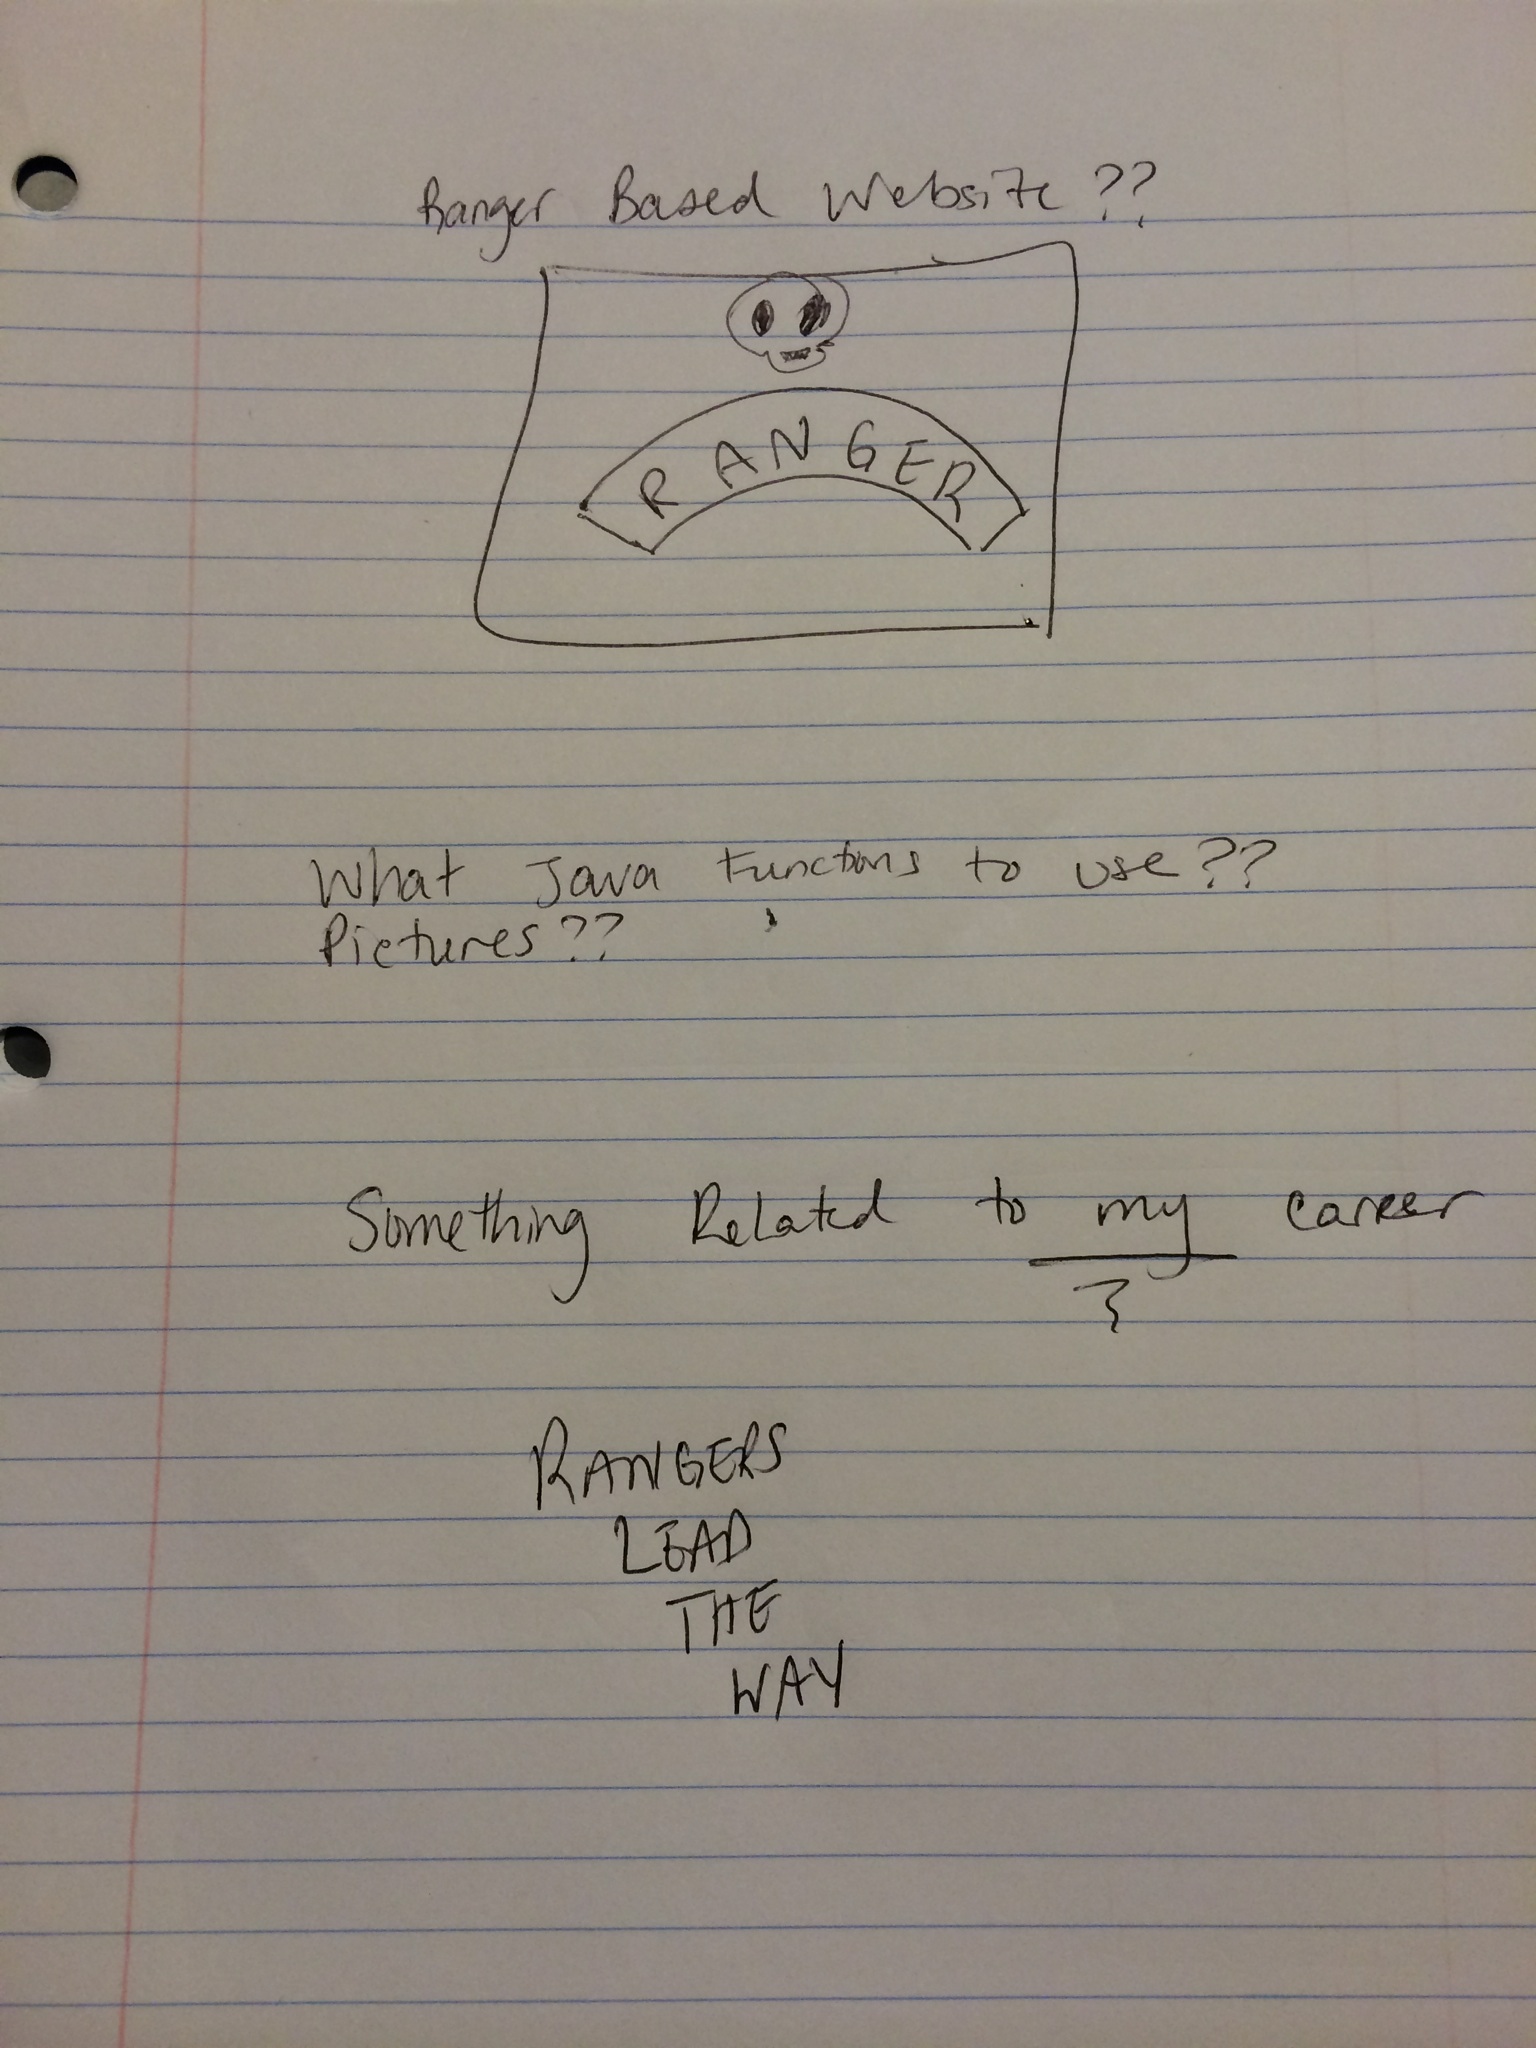 Ranger Based Website??
RANGER
What Java Functions to use??
Pictures??
Something Related to my career
?
RANGERS
LEAD
THE
WAY